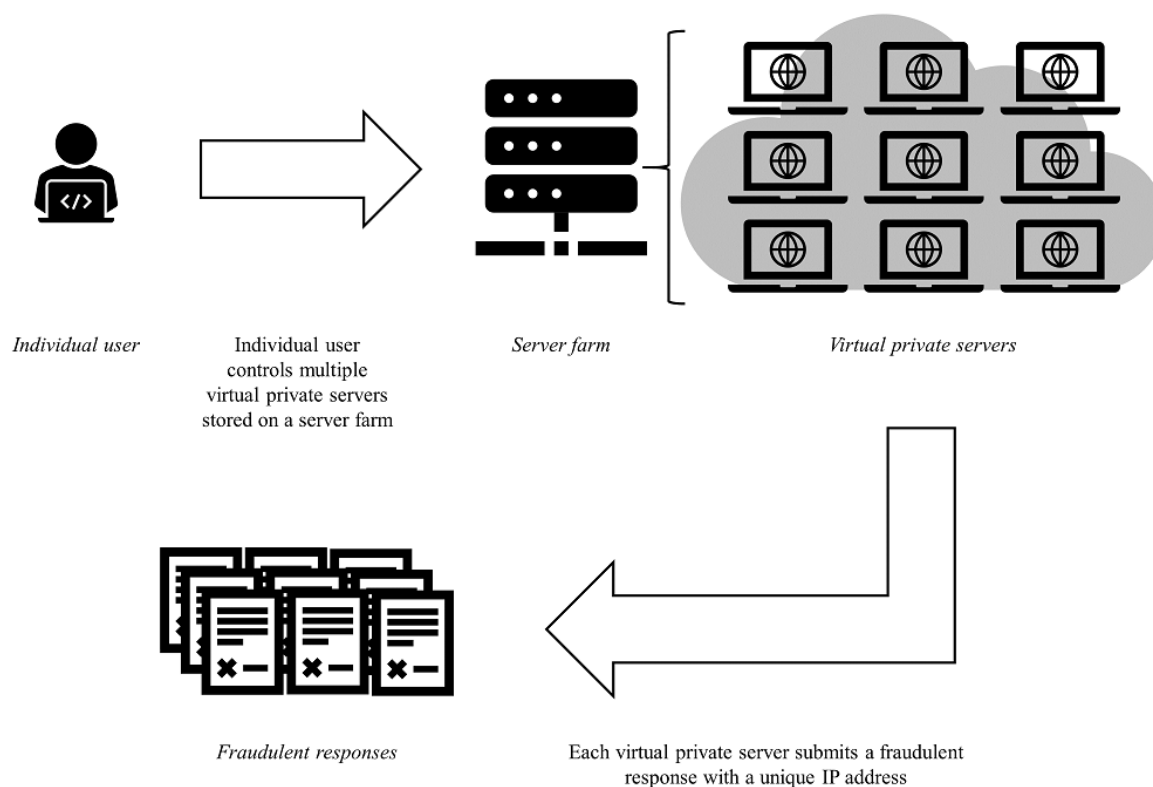 Individual user
Individual user
controls multiple
virtual private servers
stored on a server farm
Server farm
Virtual private servers
</>
Fraudulent responses
Each virtual private server submits a fraudulent
response with a unique IP address